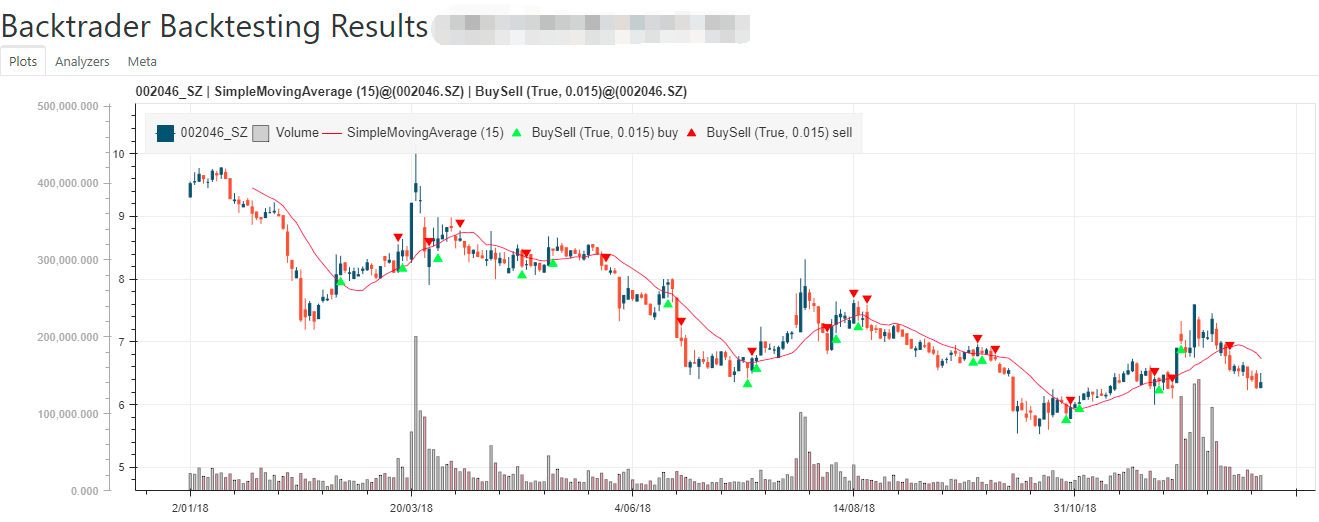 Backtrader Backtesting Results
Plots Analyzers Meta
002046_SZ | SimpleMovingAverage (15)@(002046.SZ) | BuySell (True, 0.015)@(002046.SZ)
002046_SZ Volume SimpleMovingAverage (15) BuySell (True, 0.015) buy BuySell (True, 0.015) sell
500,000.000
10
400,000.000
9
300,000.000
8
200,000.000
7
6
100,000.000
5
0.000
2/01/18 20/03/18 4/06/18 14/08/18 31/10/18